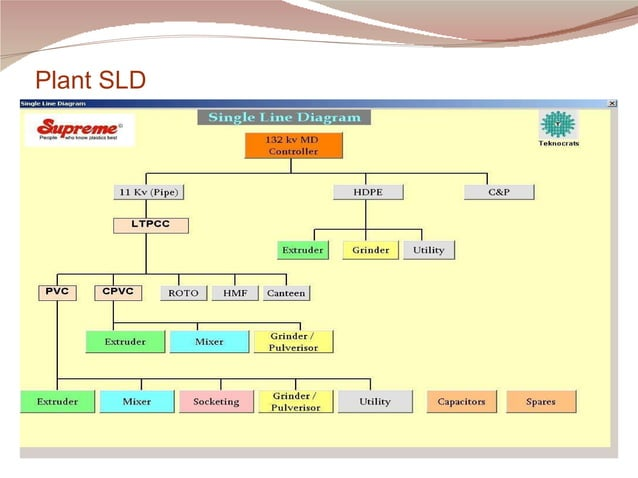 Plant SLD
Single Line Diagram
Supreme
People who know plastics best
Single Line Diagram
Teknocrats
132 kv MD
Controller
11 Kv (Pipe)
HDPE
C&P
LTPCC
Extruder
Grinder
Utility
PVC
CPVC
ROTO
HMF
Canteen
Extruder
Mixer
Grinder /
Pulverisor
Extruder
Mixer
Socketing
Grinder /
Pulverisor
Utility
Capacitors
Spares